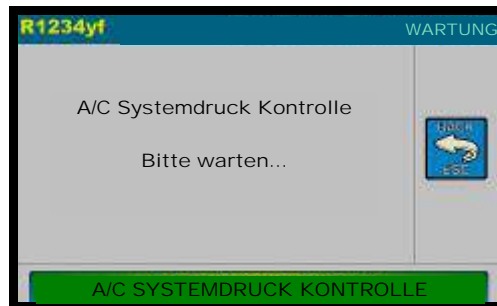 R1234yf
WARTUNG
A/C Systemdruck Kontrolle
Bitte warten...
ESC
A/C SYSTEMDRUCK KONTROLLE